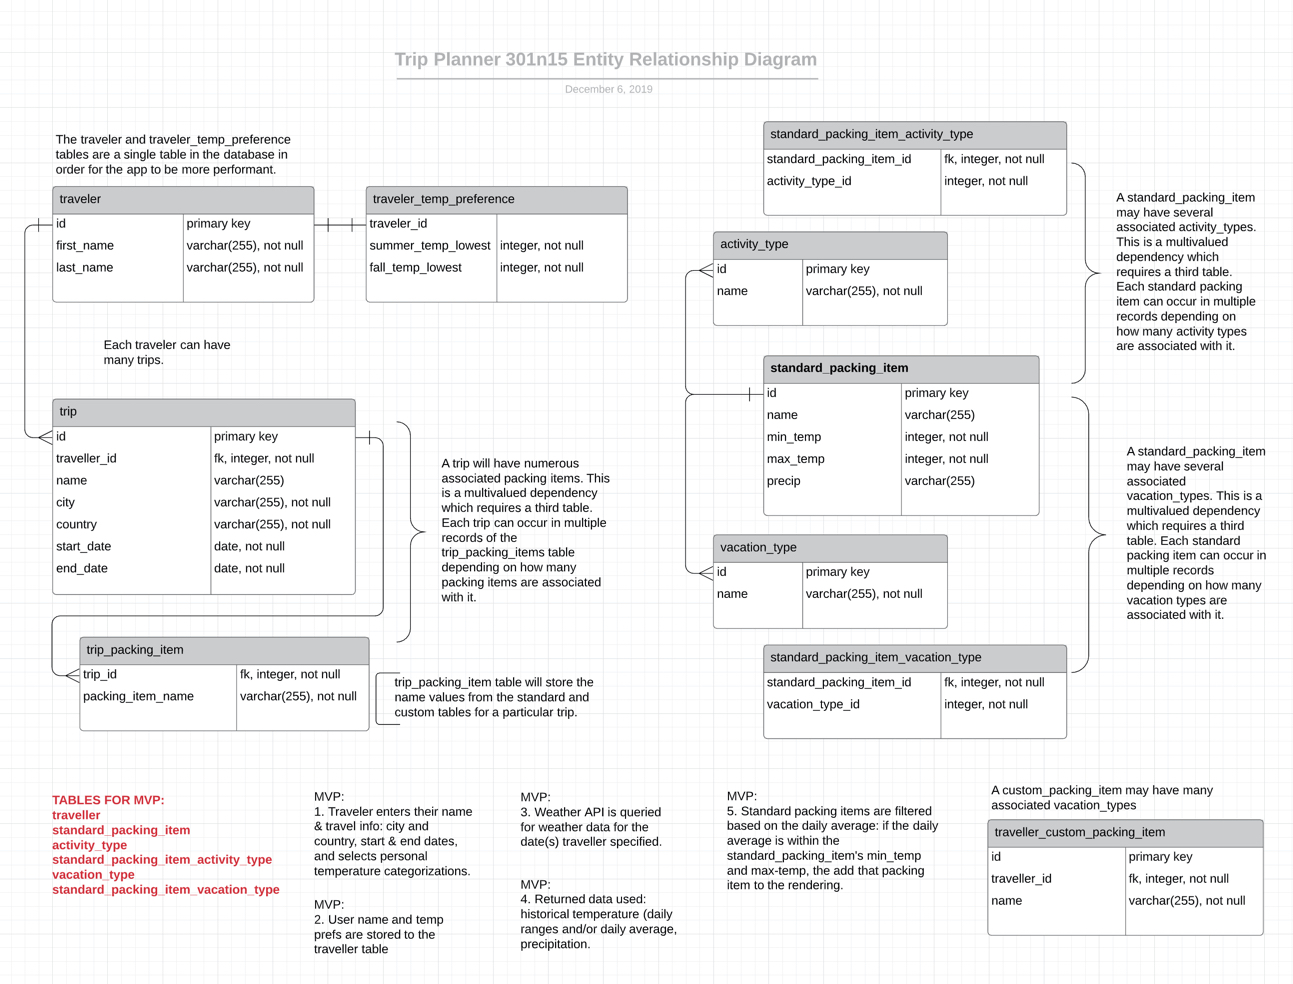 Trip Planner 301n15 Entity Relationship Diagram
December 6, 2019
The traveler and traveler_temp_preference
tables are a single table in the database in
order for the app to be more performant.
traveler
id primary key
first_name varchar(255), not null
last_name varchar(255), not null
traveler_temp_preference
traveler_id
summer_temp_lowest integer, not null
fall_temp_lowest integer, not null
Each traveler can have
many trips.
trip
id primary key
traveller_id fk, integer, not null
name varchar(255)
city varchar(255), not null
country varchar(255), not null
start_date date, not null
end_date date, not null
A trip will have numerous
associated packing items. This
is a multivalued dependency
which requires a third table.
Each trip can occur in multiple
records of the
trip_packing_items table
depending on how many
packing items are associated
with it.
trip_packing_item
trip_id fk, integer, not null
packing_item_name varchar(255), not null
trip_packing_item table will store the
name values from the standard and
custom tables for a particular trip.
standard_packing_item_activity_type
standard_packing_item_id fk, integer, not null
activity_type_id integer, not null
activity_type
id primary key
name varchar(255), not null
A standard_packing_item
may have several
associated activity_types.
This is a multivalued
dependency which
requires a third table.
Each standard packing
item can occur in multiple
records depending on
how many activity types
are associated with it.
standard_packing_item
id primary key
name varchar(255)
min_temp integer, not null
max_temp integer, not null
precip varchar(255)
vacation_type
id primary key
name varchar(255), not null
A standard_packing_item
may have several
associated
vacation_types. This is a
multivalued dependency
which requires a third
table. Each standard
packing item can occur in
multiple records
depending on how many
vacation types are
associated with it.
standard_packing_item_vacation_type
standard_packing_item_id fk, integer, not null
vacation_type_id integer, not null
TABLES FOR MVP:
traveller
standard_packing_item
activity_type
standard_packing_item_activity_type
vacation_type
standard_packing_item_vacation_type
MVP:
1. Traveler enters their name
& travel info: city and
country, start & end dates,
and selects personal
temperature categorizations.
MVP:
2. User name and temp
prefs are stored to the
traveller table
MVP:
3. Weather API is queried
for weather data for the
date(s) traveller specified.
MVP:
4. Returned data used:
historical temperature (daily
ranges and/or daily average,
precipitation.
MVP:
5. Standard packing items are filtered
based on the daily average: if the daily
average is within the
standard_packing_item's min_temp
and max-temp, the add that packing
item to the rendering.
A custom_packing_item may have many
associated vacation_types
traveller_custom_packing_item
id primary key
traveller_id fk, integer, not null
name varchar(255), not null